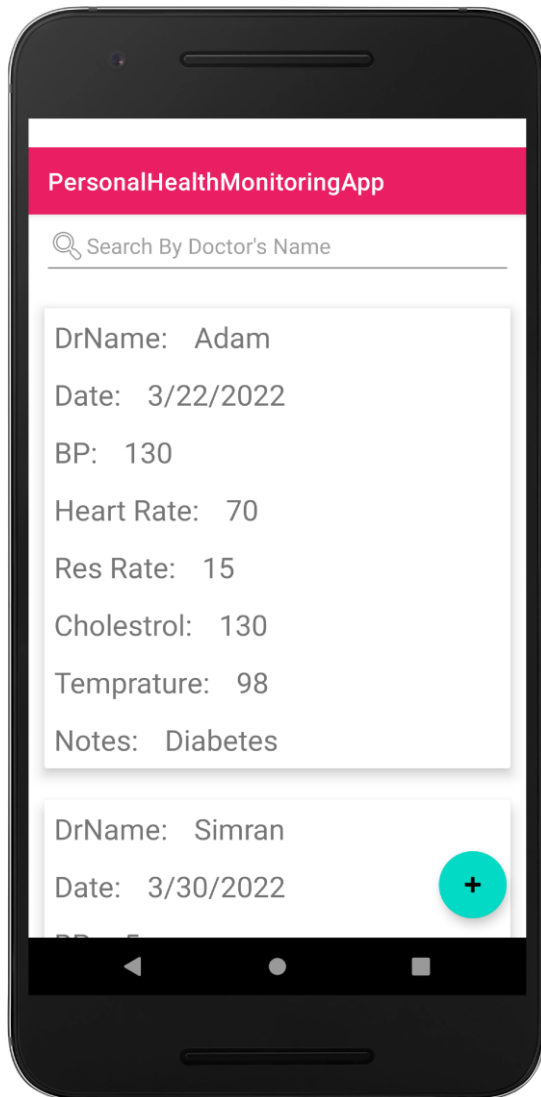 PersonalHealthMonitoringApp
Search By Doctor's Name
DrName: Adam
Date: 3/22/2022
BP: 130
Heart Rate: 70
Res Rate: 15
Cholestrol: 130
Temprature: 98
Notes: Diabetes
DrName: Simran
Date: 3/30/2022
+